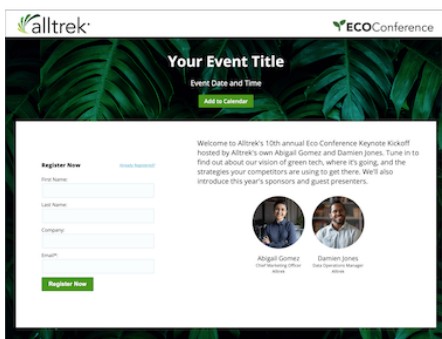 alltrek
ECOConference
Your Event Title
Event Date and Time
Add to Calendar
Welcome to Alltrek's 10th annual Eco Conference Keynote Kickoff
hosted by Alltrek's own Abigail Gomez and Damien Jones. Tune in to
find out about our vision of green tech, where it's going, and the
strategies your competitors are using to get there. We'll also
introduce this year's sponsors and guest presenters.
Register Now
Already Registered?
First Name:
Last Name:
Company:
Email*:
Register Now
Abigail Gomez
Chief Marketing Officer
Alltrek
Damien Jones
Data Operations Manager
Alltrek